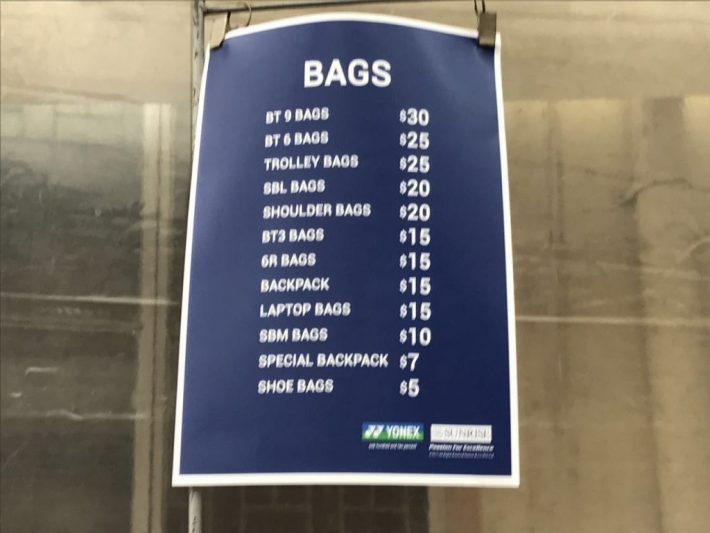 BAGS
BT 9 BAGS $30
BT 6 BAGS $25
TROLLEY BAGS $25
SBL BAGS $20
SHOULDER BAGS $20
BT3 BAGS $15
6R BAGS $15
BACKPACK $15
LAPTOP BAGS $15
SBM BAGS $10
SPECIAL BACKPACK $7
SHOE BAGS $5
YONEX SUNRISE
Passion For Excellence